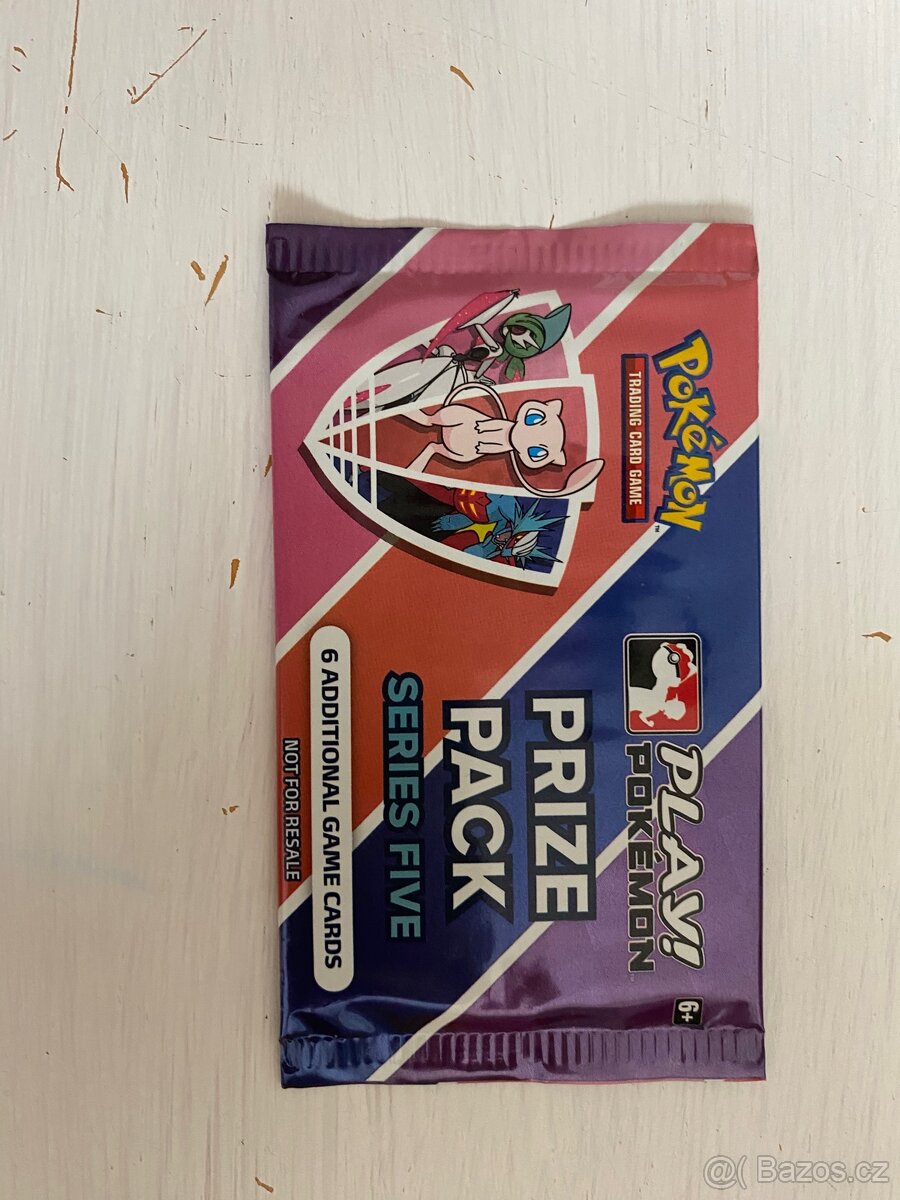 POKÉMON™
TRADING CARD GAME
PLAY!
POKÉMON
PRIZE
PACK
SERIES FIVE
6 ADDITIONAL GAME CARDS
NOT FOR RESALE
6+
@( Bazos.cz